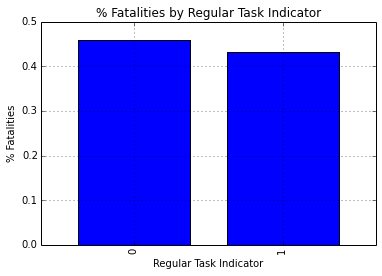 % Fatalities by Regular Task Indicator
0.5
0.4
0.3
0.2
0.1
0.0
% Fatalities
0
1
Regular Task Indicator